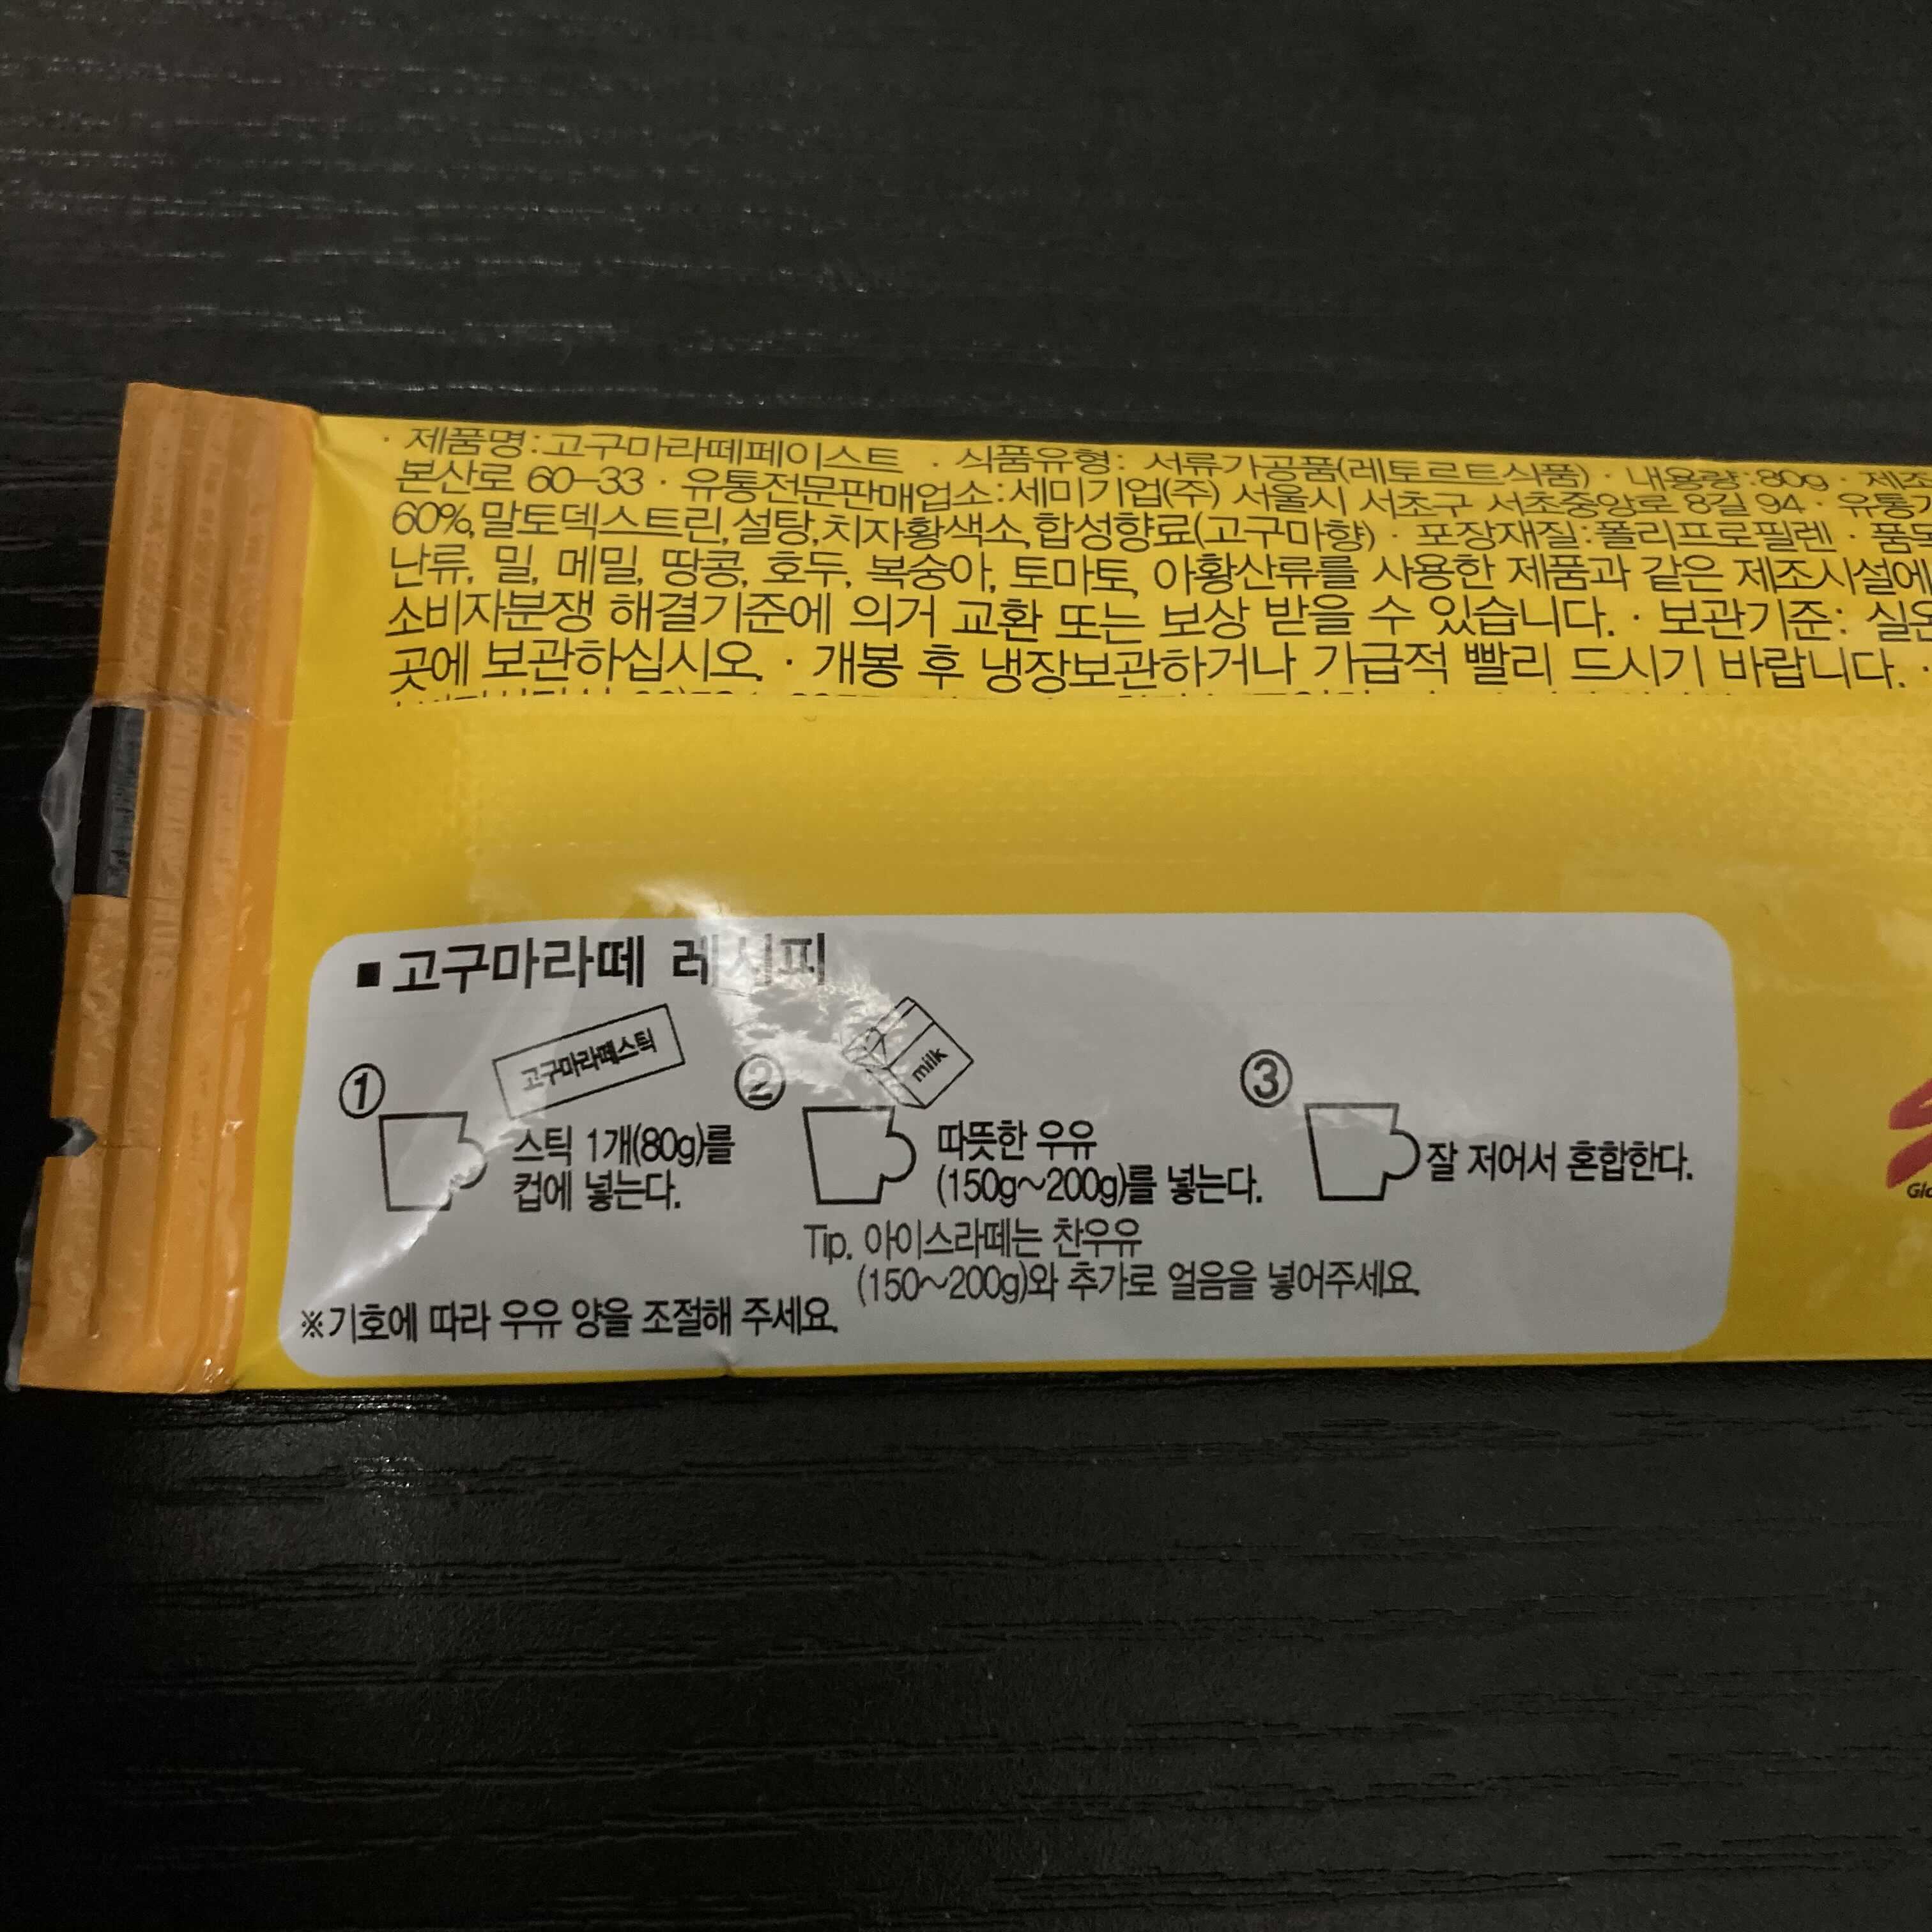 · 제품명:고구마라떼페이스트 · 식품유형: 서류가공품(레토르트식품) · 내용량:80g · 제조
본산로 60-33 · 유통전문판매업소:세미기업(주) 서울시 서초구 서초중앙로 8길 94 · 유통기
60%,말토덱스트린,설탕,치자황색소,합성향료(고구마향) · 포장재질:폴리프로필렌 · 품목
난류, 밀, 메밀, 땅콩, 호두, 복숭아, 토마토, 아황산류를 사용한 제품과 같은 제조시설에
소비자분쟁 해결기준에 의거 교환 또는 보상 받을 수 있습니다. · 보관기준: 실온
곳에 보관하십시오. · 개봉 후 냉장보관하거나 가급적 빨리 드시기 바랍니다. ·
■ 고구마라떼 레시피
① 고구마라떼스틱
스틱 1개(80g)를
컵에 넣는다.
② milk
따뜻한 우유
(150g~200g)를 넣는다.
Tip. 아이스라떼는 찬우유
(150~200g)와 추가로 얼음을 넣어주세요.
③ 잘 저어서 혼합한다.
※기호에 따라 우유 양을 조절해 주세요.